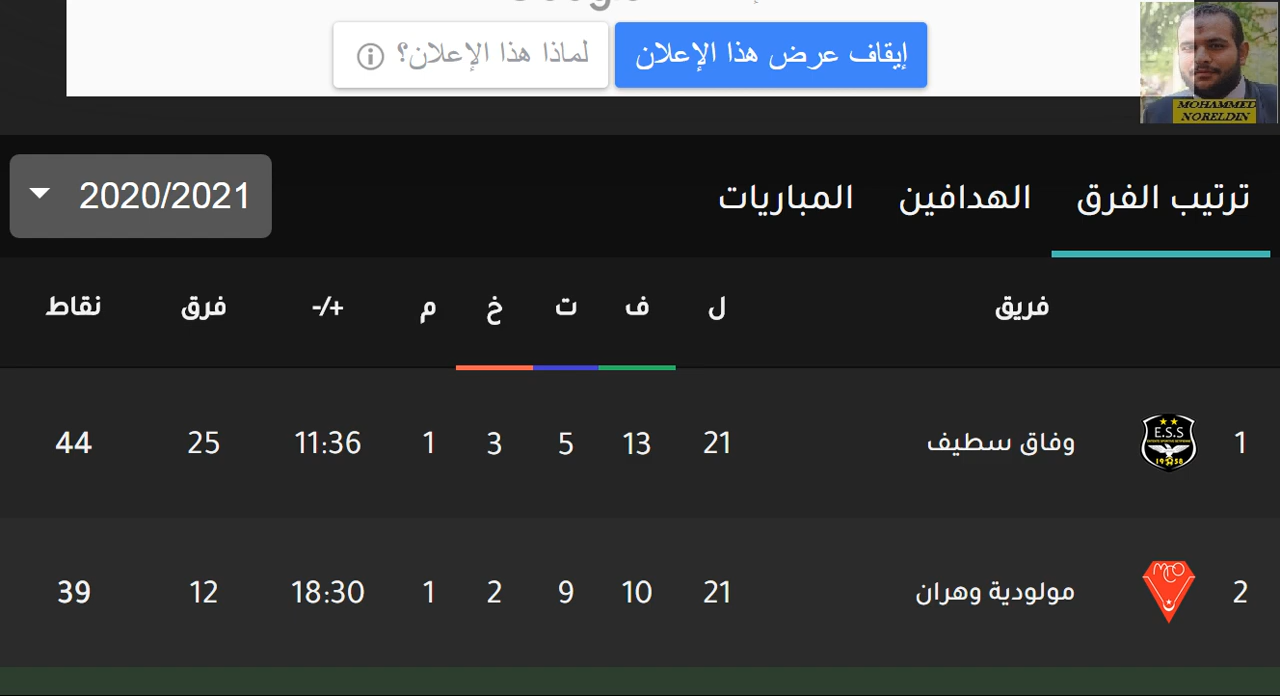 إيقاف عرض هذا الإعلان
لماذا هذا الإعلان؟
MOHAMMED
NORELDIN
ترتيب الفرق الهدافين المباريات 2020/2021
فريق ل ف ت خ م +/- فرق نقاط
1 E.S.S 1958 وفاق سطيف 21 13 5 3 1 11:36 25 44
2 MCO مولودية وهران 21 10 9 2 1 18:30 12 39